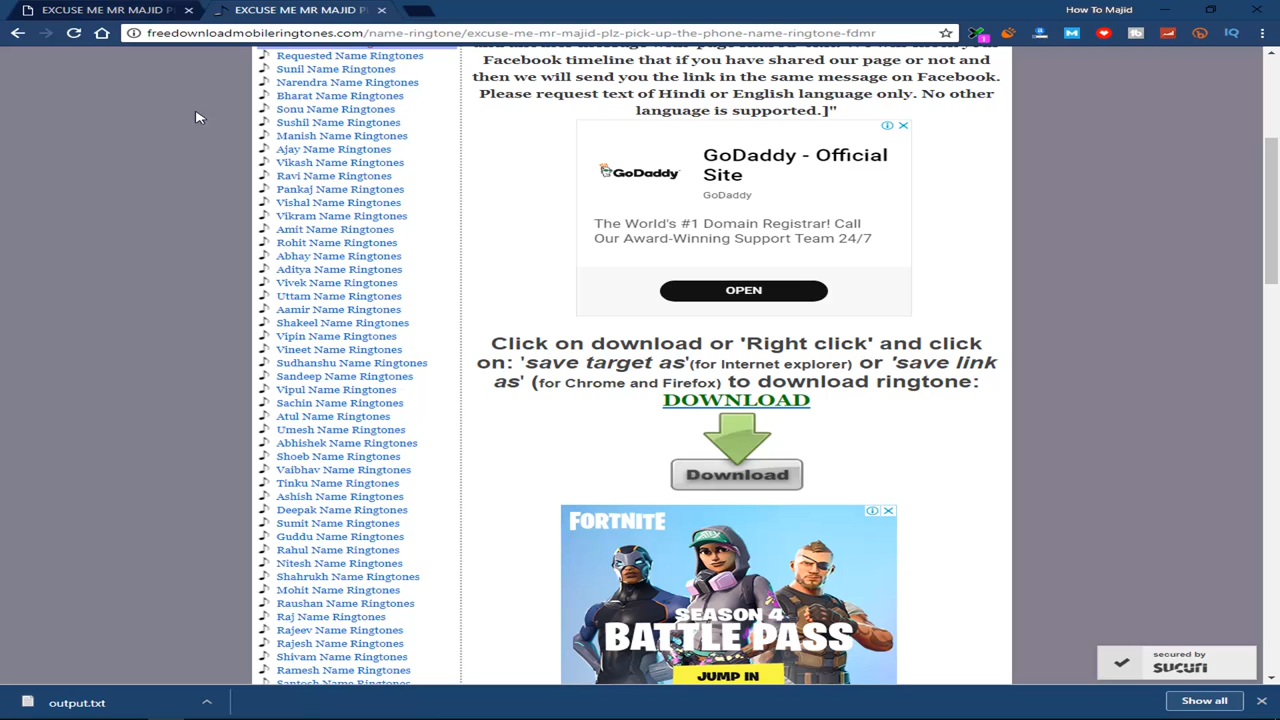 EXCUSE ME MR MAJID P
EXCUSE ME MR MAJID P
How To Majid
freedownloadmobileringtones.com/name-ringtone/excuse-me-mr-majid-plz-pick-up-the-phone-name-ringtone-fdmr
Requested Name Ringtones
Sunil Name Ringtones
Narendra Name Ringtones
Bharat Name Ringtones
Sonu Name Ringtones
Sushil Name Ringtones
Manish Name Ringtones
Ajay Name Ringtones
Vikash Name Ringtones
Ravi Name Ringtones
Pankaj Name Ringtones
Vishal Name Ringtones
Vikram Name Ringtones
Amit Name Ringtones
Rohit Name Ringtones
Abhay Name Ringtones
Aditya Name Ringtones
Vivek Name Ringtones
Uttam Name Ringtones
Aamir Name Ringtones
Shakeel Name Ringtones
Vipin Name Ringtones
Vineet Name Ringtones
Sudhanshu Name Ringtones
Sandeep Name Ringtones
Vipul Name Ringtones
Sachin Name Ringtones
Atul Name Ringtones
Umesh Name Ringtones
Abhishek Name Ringtones
Shoeb Name Ringtones
Vaibhav Name Ringtones
Tinku Name Ringtones
Ashish Name Ringtones
Deepak Name Ringtones
Sumit Name Ringtones
Guddu Name Ringtones
Rahul Name Ringtones
Nitesh Name Ringtones
Shahrukh Name Ringtones
Mohit Name Ringtones
Raushan Name Ringtones
Raj Name Ringtones
Rajeev Name Ringtones
Rajesh Name Ringtones
Shivam Name Ringtones
Ramesh Name Ringtones
Santosh Name Ringtones
Facebook timeline that if you have shared our page or not and
then we will send you the link in the same message on Facebook.
Please request text of Hindi or English language only. No other
language is supported.]"
GoDaddy - Official
Site
GoDaddy
GoDaddy
The World's #1 Domain Registrar! Call
Our Award-Winning Support Team 24/7
OPEN
Click on download or 'Right click' and click
on: 'save target as'(for Internet explorer) or 'save link
as' (for Chrome and Firefox) to download ringtone:
DOWNLOAD
Download
FORTNITE
SEASON 4
BATTLE PASS
JUMP IN
secured by
sucuri
output.txt
Show all